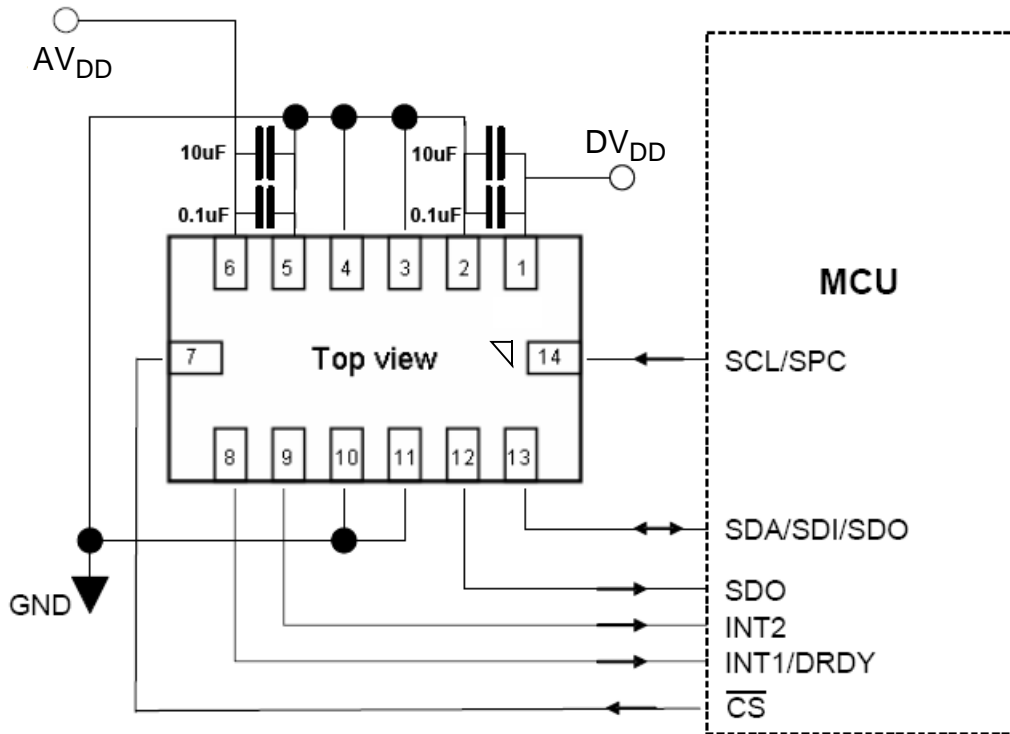 AVDD
10uF
10uF
DVDD
0.1uF
0.1uF
6 5 4 3 2 1
MCU
7
Top view
14
SCL/SPC
8 9 10 11 12 13
SDA/SDI/SDO
SDO
GND
INT2
INT1/DRDY
C̅S̅